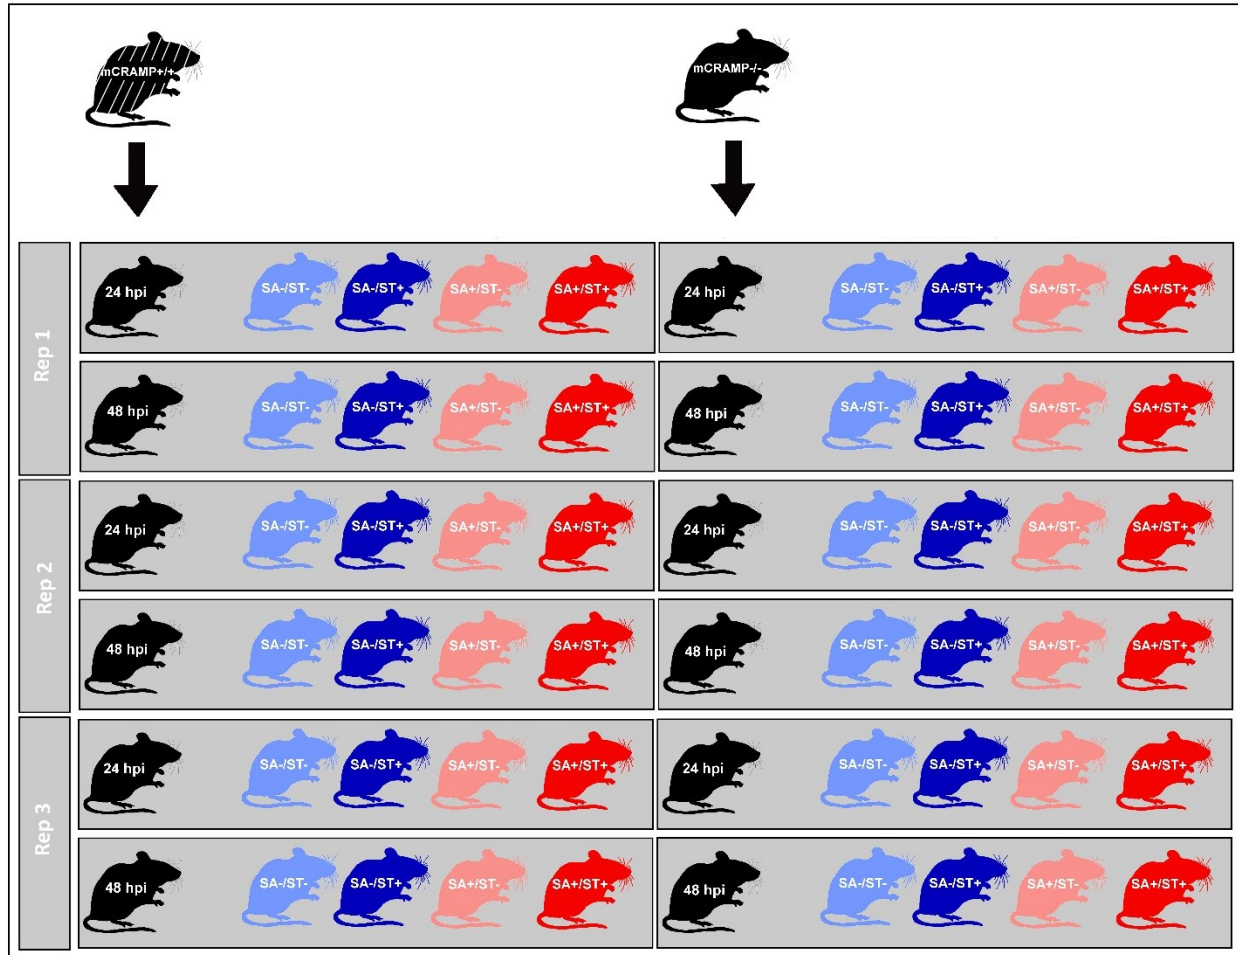 mCRAMP+/+ mCRAMP-/-
Rep 1
24 hpi SA-/ST- SA-/ST+ SA+/ST- SA+/ST+ 24 hpi SA-/ST- SA-/ST+ SA+/ST- SA+/ST+
48 hpi SA-/ST- SA-/ST+ SA+/ST- SA+/ST+ 48 hpi SA-/ST- SA-/ST+ SA+/ST- SA+/ST+
Rep 2
24 hpi SA-/ST- SA-/ST+ SA+/ST- SA+/ST+ 24 hpi SA-/ST- SA-/ST+ SA+/ST- SA+/ST+
48 hpi SA-/ST- SA-/ST+ SA+/ST- SA+/ST+ 48 hpi SA-/ST- SA-/ST+ SA+/ST- SA+/ST+
Rep 3
24 hpi SA-/ST- SA-/ST+ SA+/ST- SA+/ST+ 24 hpi SA-/ST- SA-/ST+ SA+/ST- SA+/ST+
48 hpi SA-/ST- SA-/ST+ SA+/ST- SA+/ST+ 48 hpi SA-/ST- SA-/ST+ SA+/ST- SA+/ST+